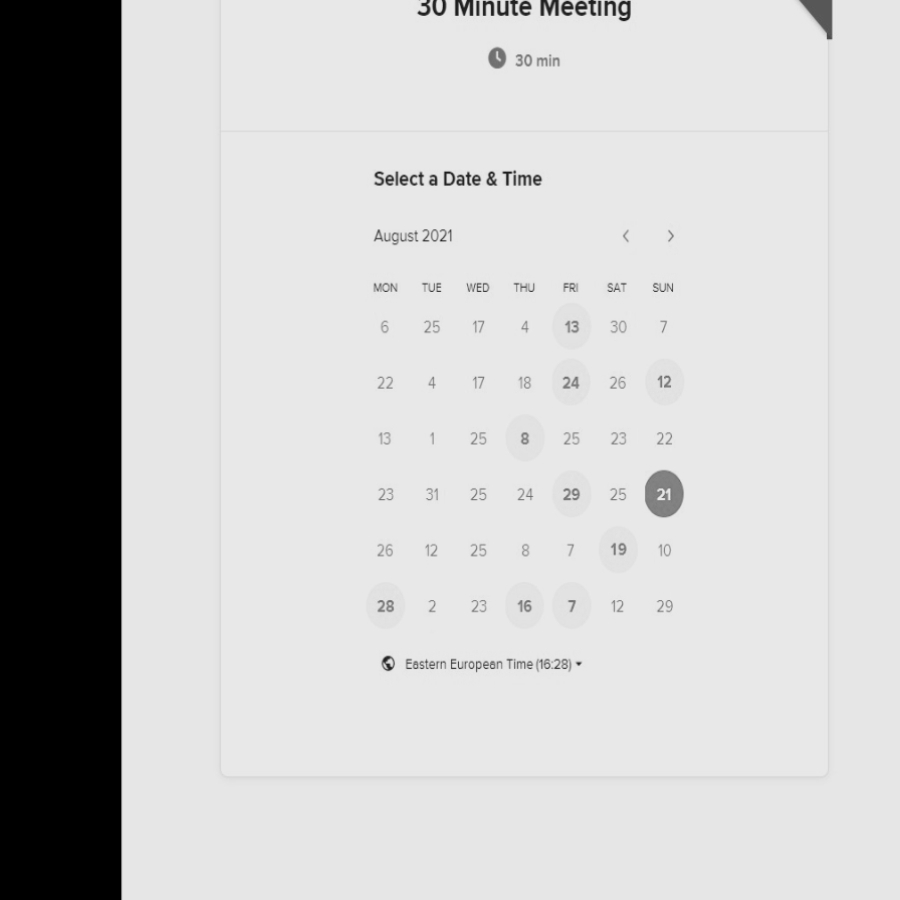 30 Minute Meeting
30 min
Select a Date & Time
August 2021
MON TUE WED THU FRI SAT SUN
6 25 17 4 13 30 7
22 4 17 18 24 26 12
13 1 25 8 25 23 22
23 31 25 24 29 25 21
26 12 25 8 7 19 10
28 2 23 16 7 12 29
Eastern European Time (16:28)